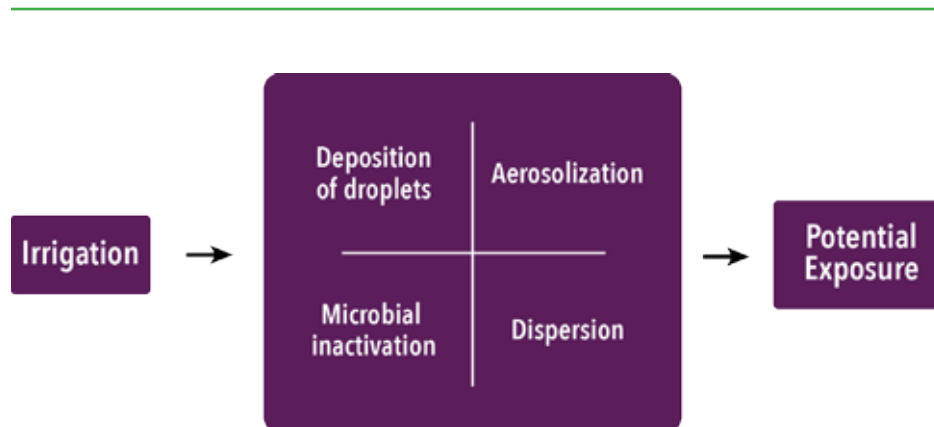 Irrigation
Deposition
of droplets
Aerosolization
Microbial
inactivation
Dispersion
Potential
Exposure